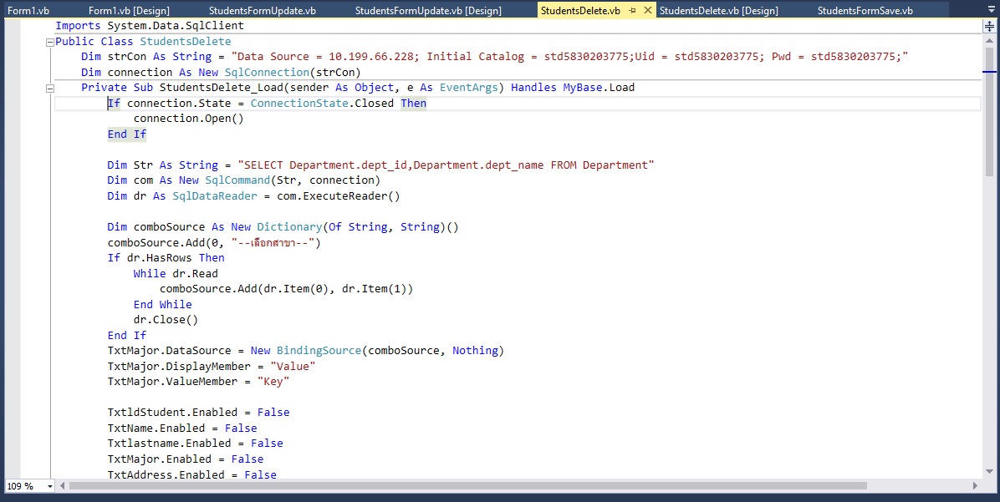 Form1.vb Form1.vb [Design] StudentsFormUpdate.vb StudentsFormUpdate.vb [Design] StudentsDelete.vb StudentsDelete.vb [Design] StudentsFormSave.vb
Imports System.Data.SqlClient
Public Class StudentsDelete
Dim strCon As String = "Data Source = 10.199.66.228; Initial Catalog = std5830203775;Uid = std5830203775; Pwd = std5830203775;"
Dim connection As New SqlConnection(strCon)
Private Sub StudentsDelete_Load(sender As Object, e As EventArgs) Handles MyBase.Load
If connection.State = ConnectionState.Closed Then
connection.Open()
End If
Dim Str As String = "SELECT Department.dept_id,Department.dept_name FROM Department"
Dim com As New SqlCommand(Str, connection)
Dim dr As SqlDataReader = com.ExecuteReader()
Dim comboSource As New Dictionary(Of String, String)()
comboSource.Add(0, "--เลือกสาขา--")
If dr.HasRows Then
While dr.Read
comboSource.Add(dr.Item(0), dr.Item(1))
End While
dr.Close()
End If
TxtMajor.DataSource = New BindingSource(comboSource, Nothing)
TxtMajor.DisplayMember = "Value"
TxtMajor.ValueMember = "Key"
TxtldStudent.Enabled = False
TxtName.Enabled = False
Txtlastname.Enabled = False
TxtMajor.Enabled = False
TxtAddress.Enabled = False
109 %